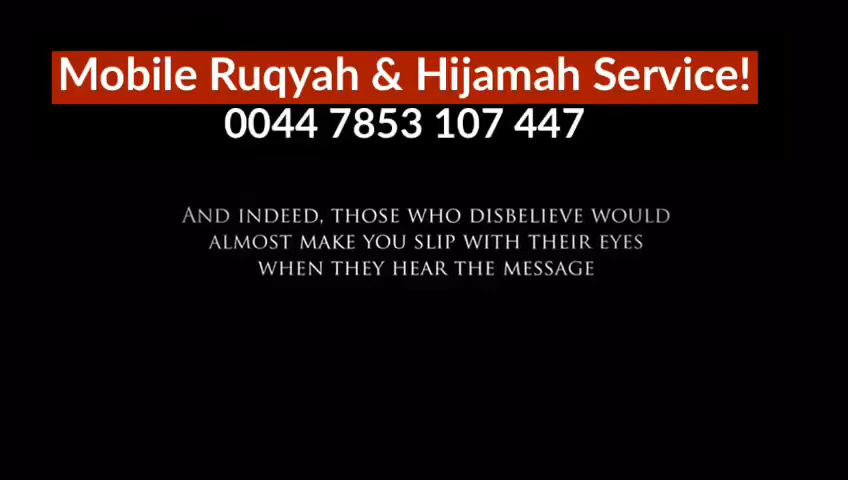 Mobile Ruqyah & Hijamah Service!
0044 7853 107 447
AND INDEED, THOSE WHO DISBELIEVE WOULD
ALMOST MAKE YOU SLIP WITH THEIR EYES
WHEN THEY HEAR THE MESSAGE